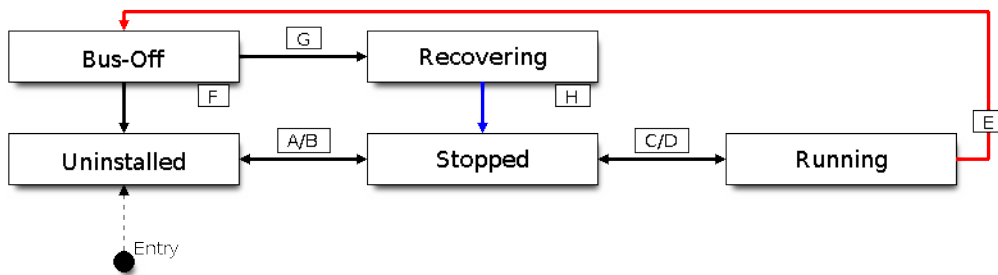 Bus-Off
G
Recovering
F
H
E
Uninstalled
A/B
Stopped
C/D
Running
Entry